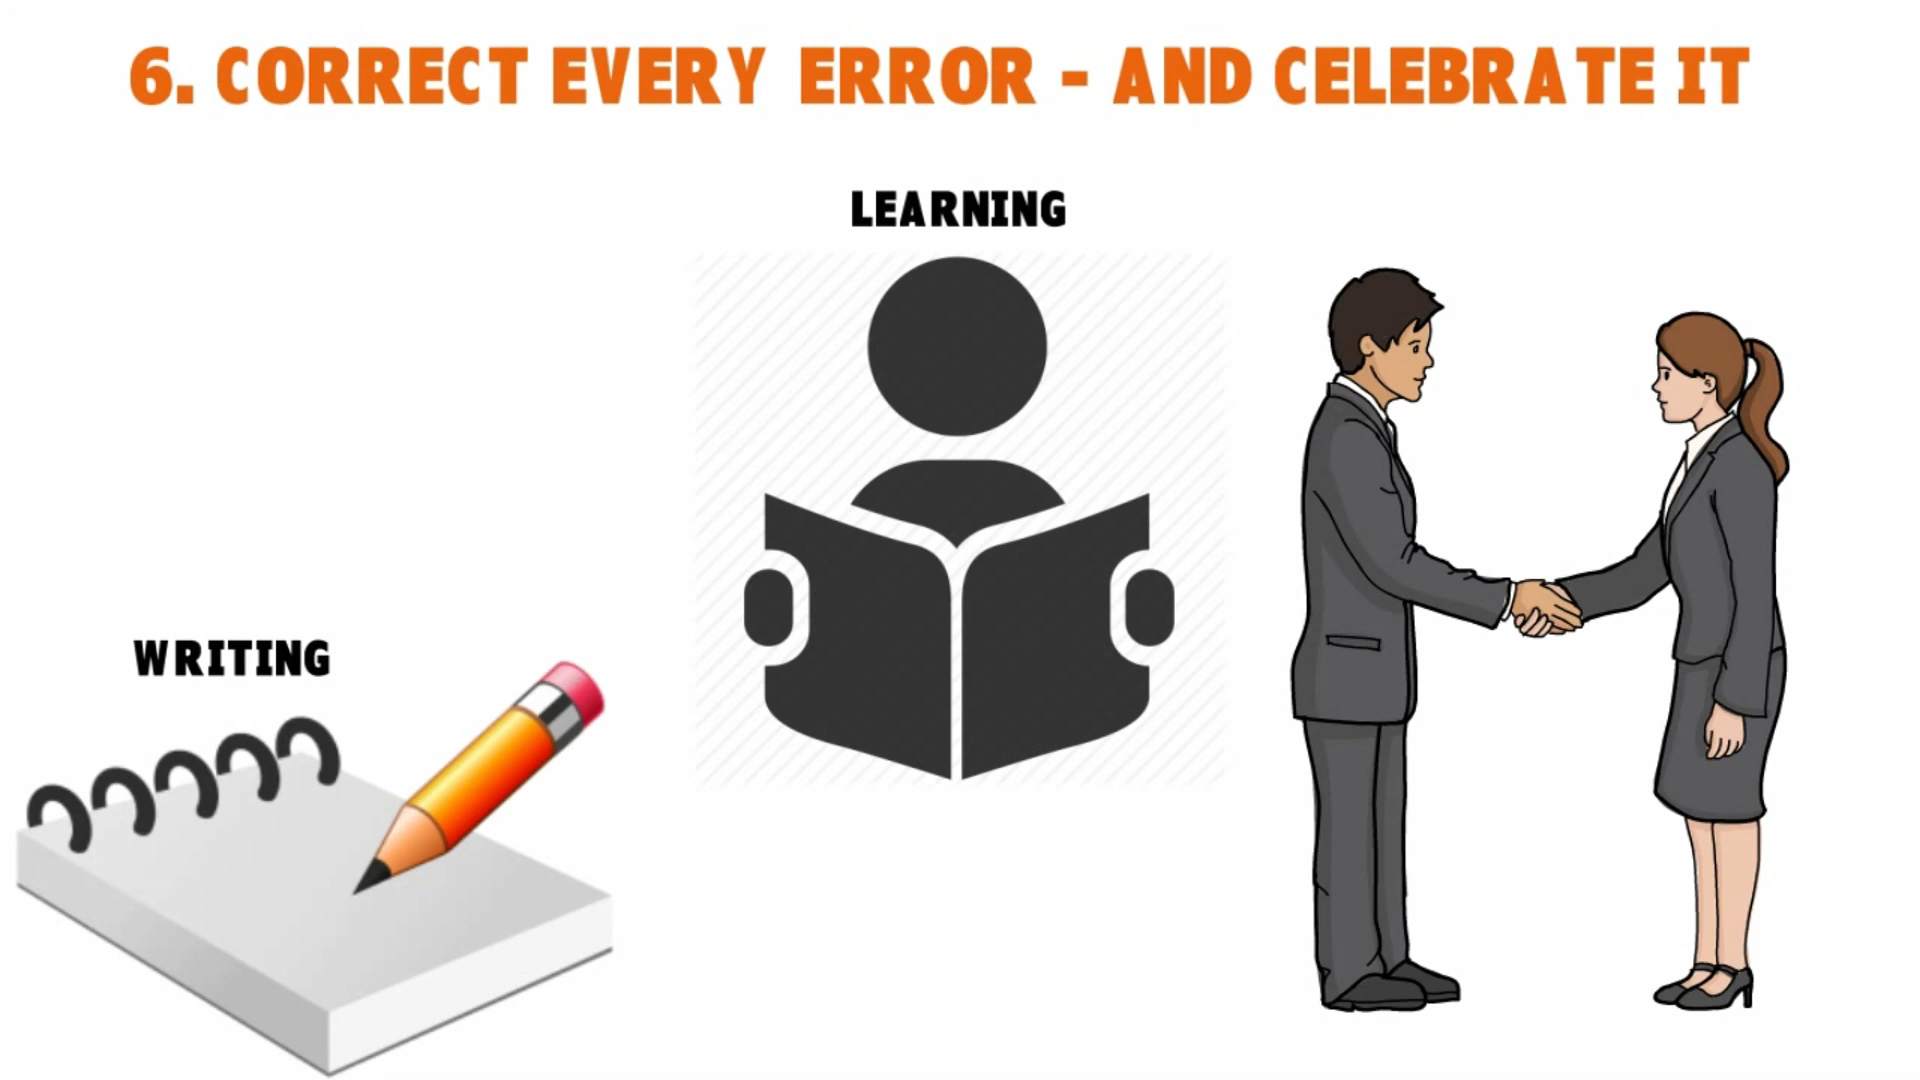 6. CORRECT EVERY ERROR - AND CELEBRATE IT
LEARNING
WRITING